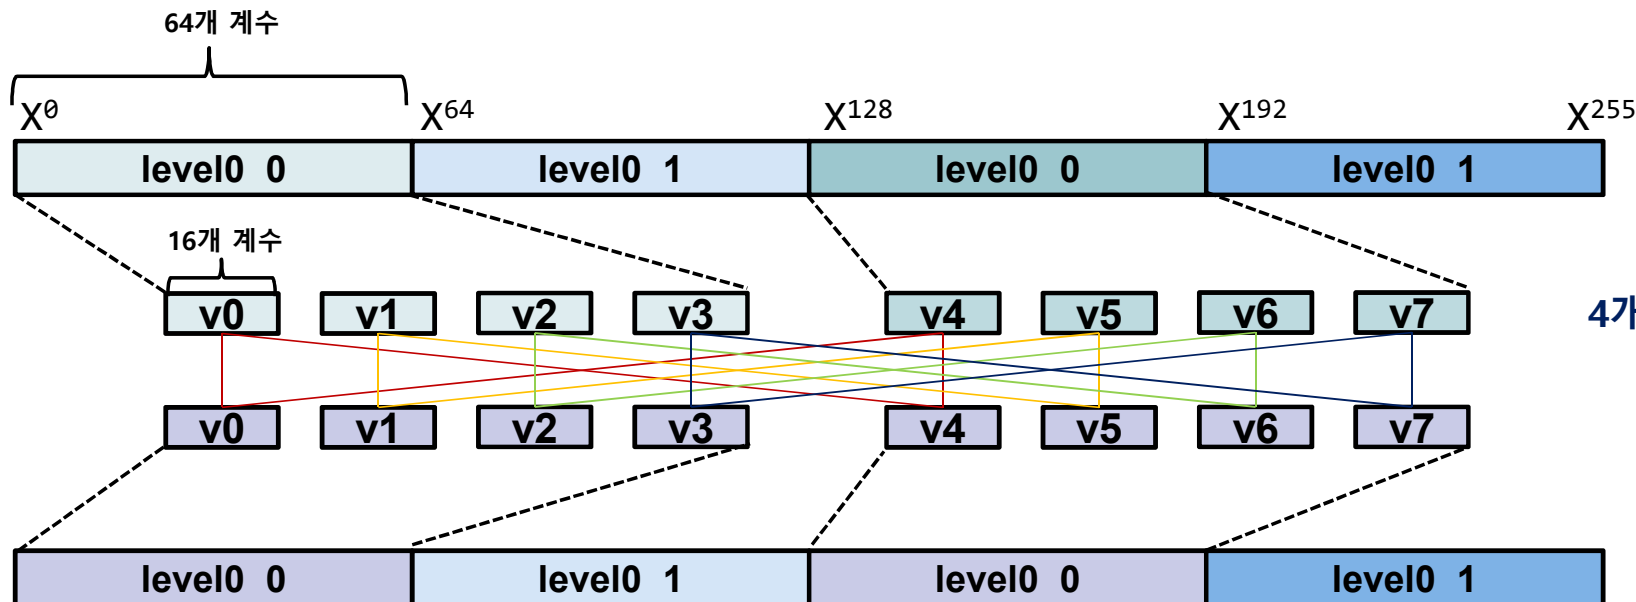 64개 계수
X⁰ X⁶⁴ X¹²⁸ X¹⁹² X²⁵⁵
level0 0 level0 1 level0 0 level0 1
16개 계수
v0 v1 v2 v3 v4 v5 v6 v7
4개
v0 v1 v2 v3 v4 v5 v6 v7
level0 0 level0 1 level0 0 level0 1